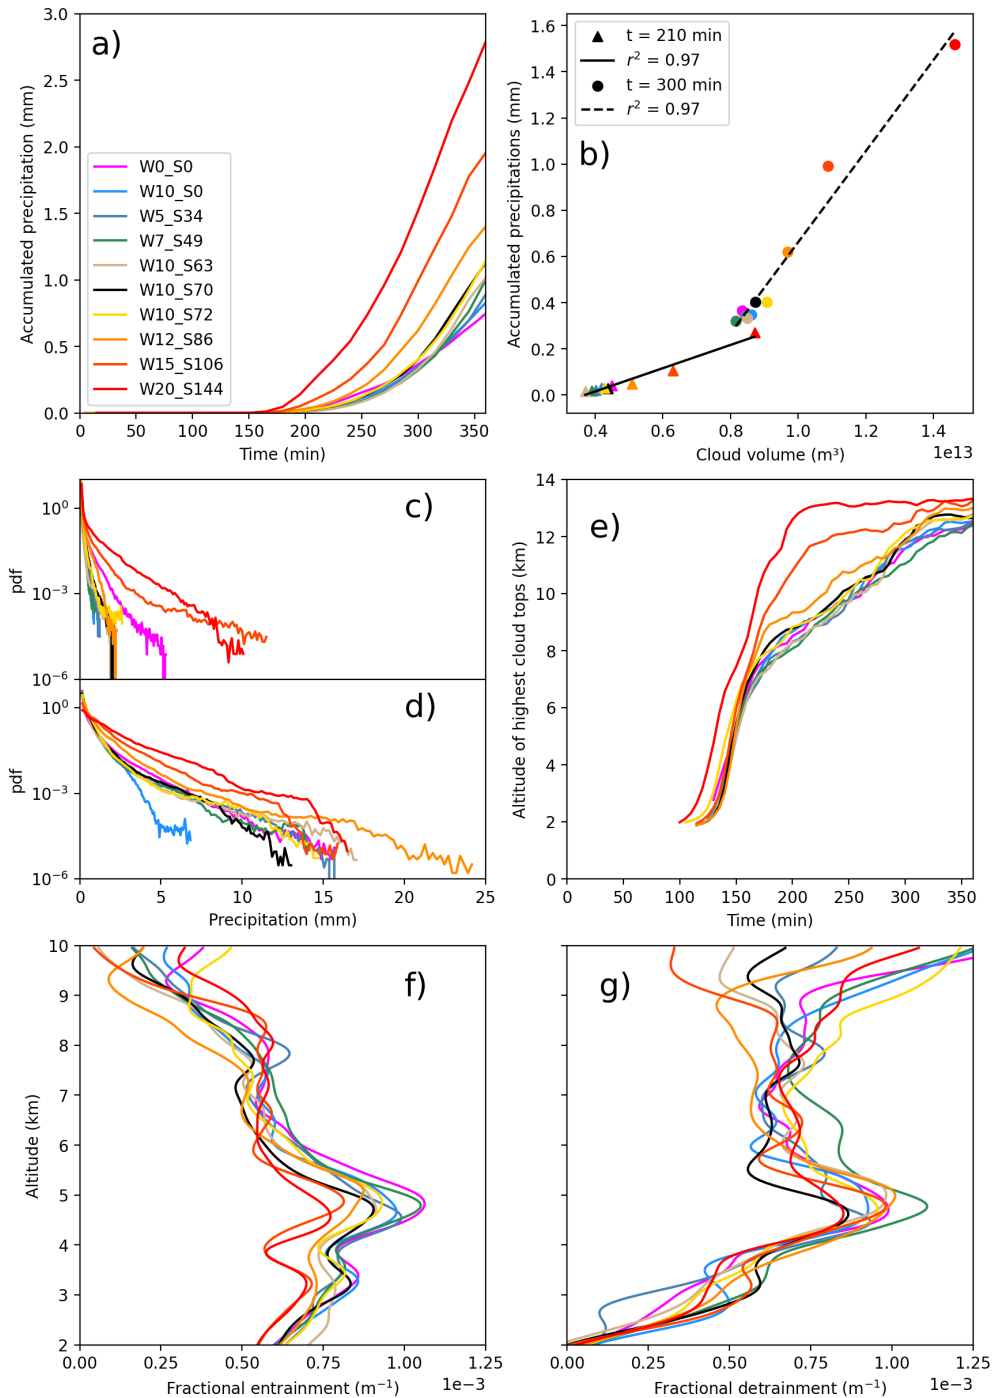 a)
3.0
2.5
2.0
1.5
1.0
0.5
0.0
Accumulated precipitation (mm)
W0_S0
W10_S0
W5_S34
W7_S49
W10_S63
W10_S70
W10_S72
W12_S86
W15_S106
W20_S144
0 50 100 150 200 250 300 350
Time (min)
b)
t = 210 min
r² = 0.97
t = 300 min
r² = 0.97
1.6
1.4
1.2
1.0
0.8
0.6
0.4
0.2
0.0
Accumulated precipitations (mm)
0.4 0.6 0.8 1.0 1.2 1.4
Cloud volume (m³)
1e13
c)
10⁰
10⁻³
10⁻⁶
pdf
d)
10⁰
10⁻³
10⁻⁶
pdf
0 5 10 15 20 25
Precipitation (mm)
e)
14
12
10
8
6
4
2
0
Altitude of highest cloud tops (km)
0 50 100 150 200 250 300 350
Time (min)
f)
10
9
8
7
6
5
4
3
2
Altitude (km)
0.00 0.25 0.50 0.75 1.00 1.25
Fractional entrainment (m⁻¹)
1e−3
g)
0.00 0.25 0.50 0.75 1.00 1.25
Fractional detrainment (m⁻¹)
1e−3